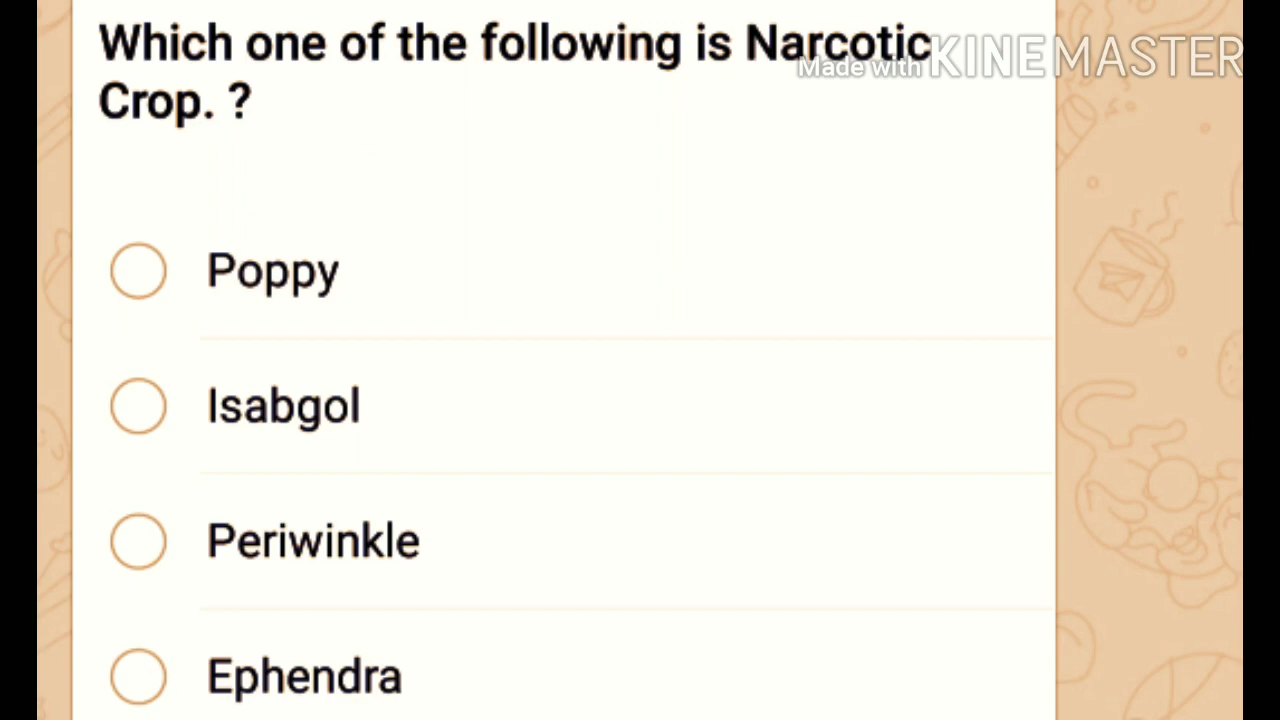 Which one of the following is Narcotic
Made with KINEMASTER
Crop. ?
Poppy
Isabgol
Periwinkle
Ephendra